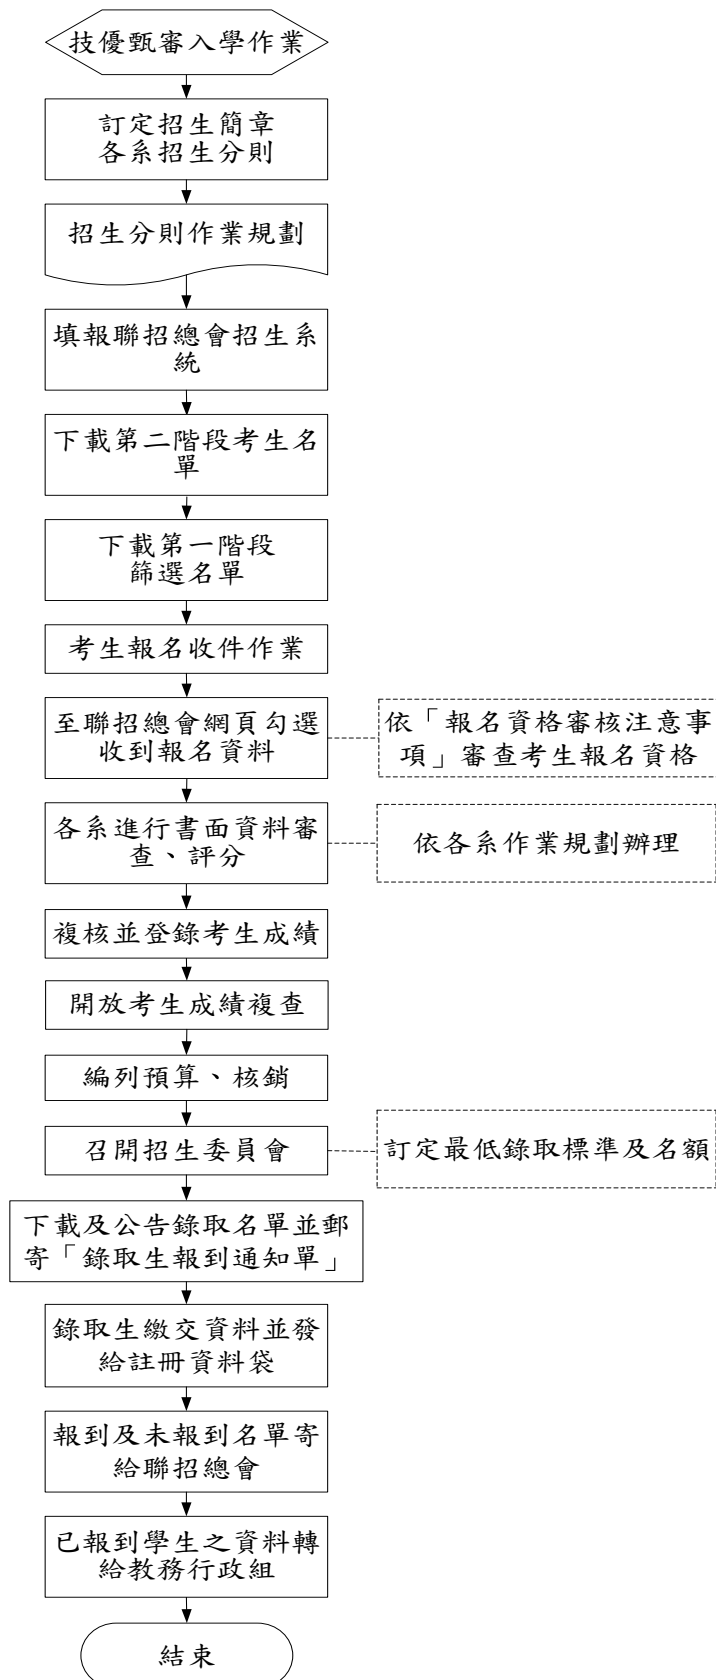 技優甄審入學作業
訂定招生簡章
各系招生分則
招生分則作業規劃
填報聯招總會招生系
統
下載第二階段考生名
單
下載第一階段
篩選名單
考生報名收件作業
至聯招總會網頁勾選
收到報名資料
依「報名資格審核注意事
項」審查考生報名資格
各系進行書面資料審
查、評分
依各系作業規劃辦理
複核並登錄考生成績
開放考生成績複查
編列預算、核銷
召開招生委員會
訂定最低錄取標準及名額
下載及公告錄取名單並郵
寄「錄取生報到通知單」
錄取生繳交資料並發
給註冊資料袋
報到及未報到名單寄
給聯招總會
已報到學生之資料轉
給教務行政組
結束